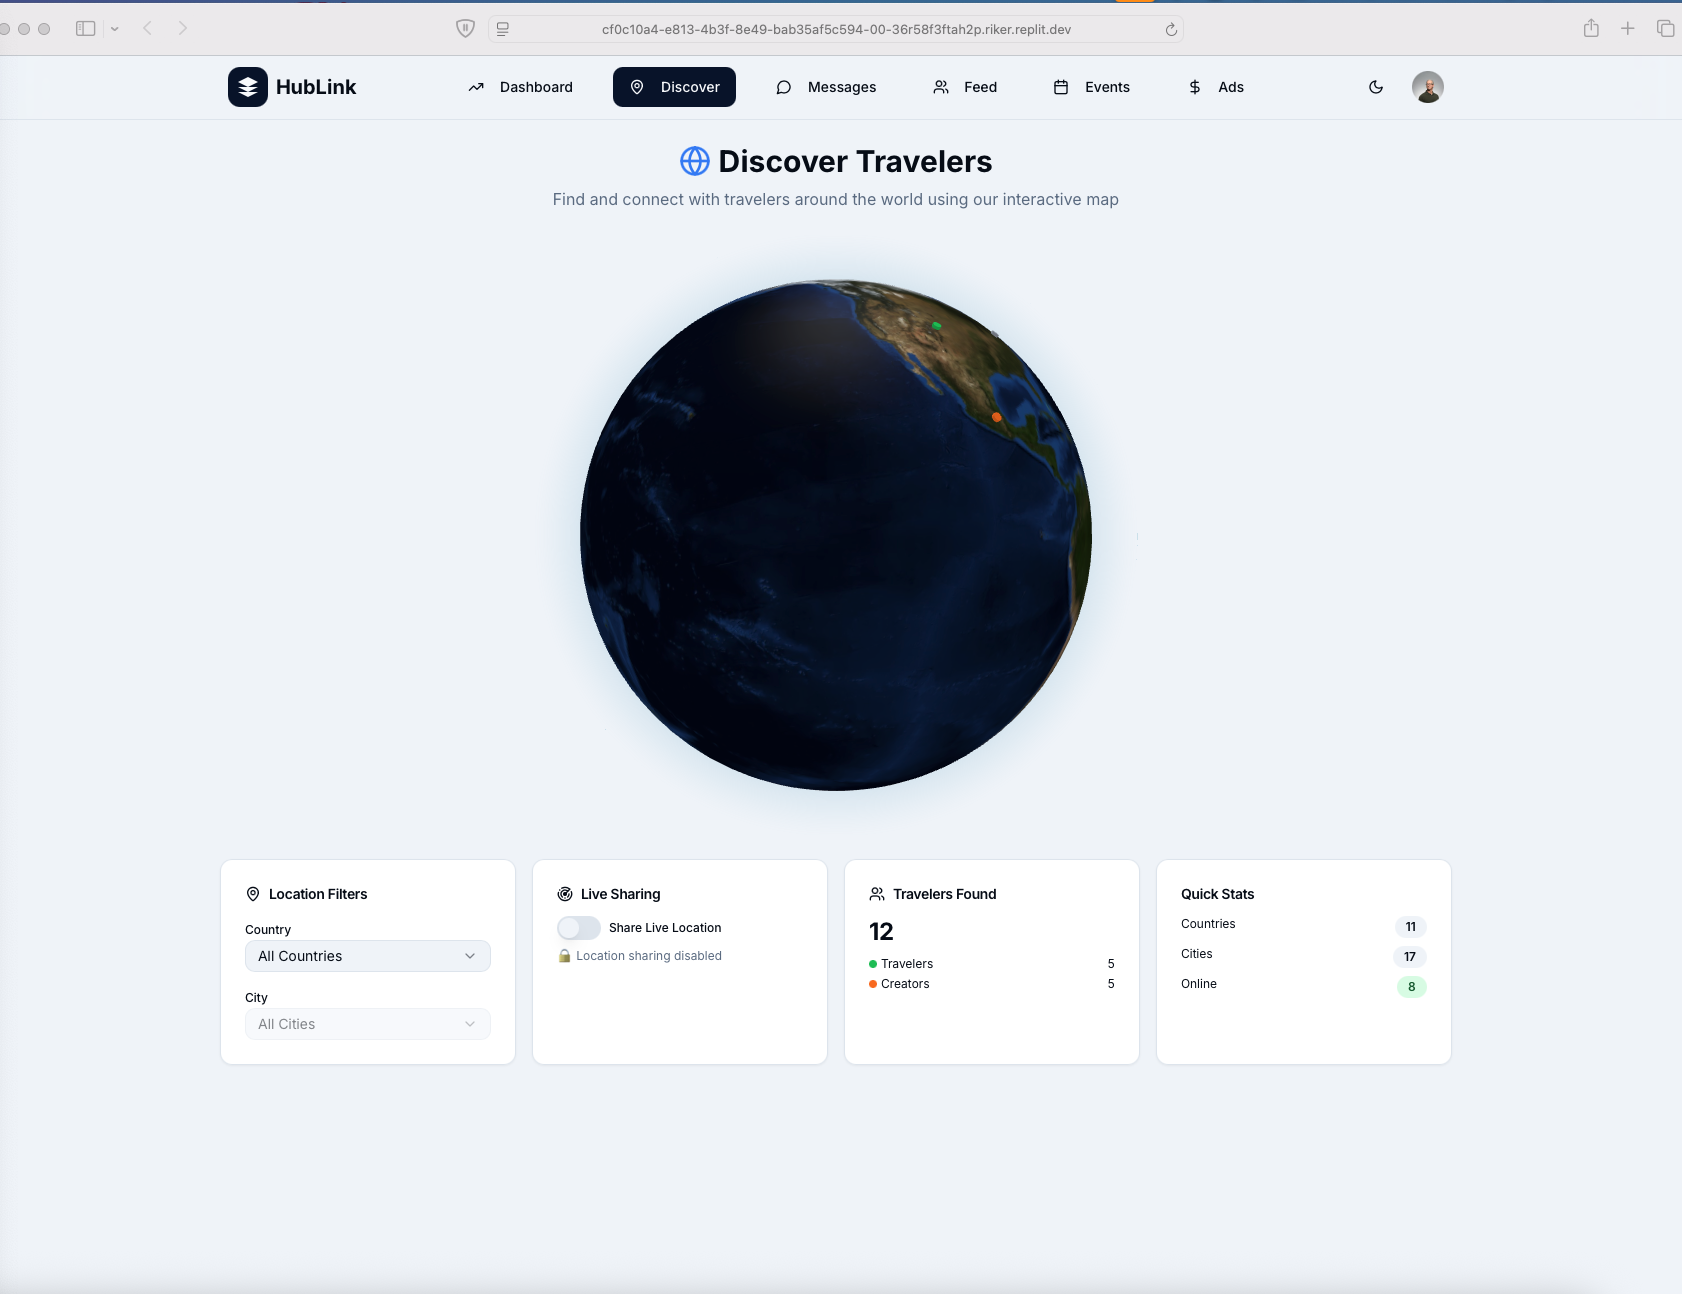 cf0c10a4-e813-4b3f-8e49-bab35af5c594-00-36r58f3ftah2p.riker.replit.dev
HubLink
Dashboard
Discover
Messages
Feed
Events
Ads
Discover Travelers
Find and connect with travelers around the world using our interactive map
Location Filters
Country
All Countries
City
All Cities
Live Sharing
Share Live Location
Location sharing disabled
Travelers Found
12
Travelers 5
Creators 5
Quick Stats
Countries 11
Cities 17
Online 8